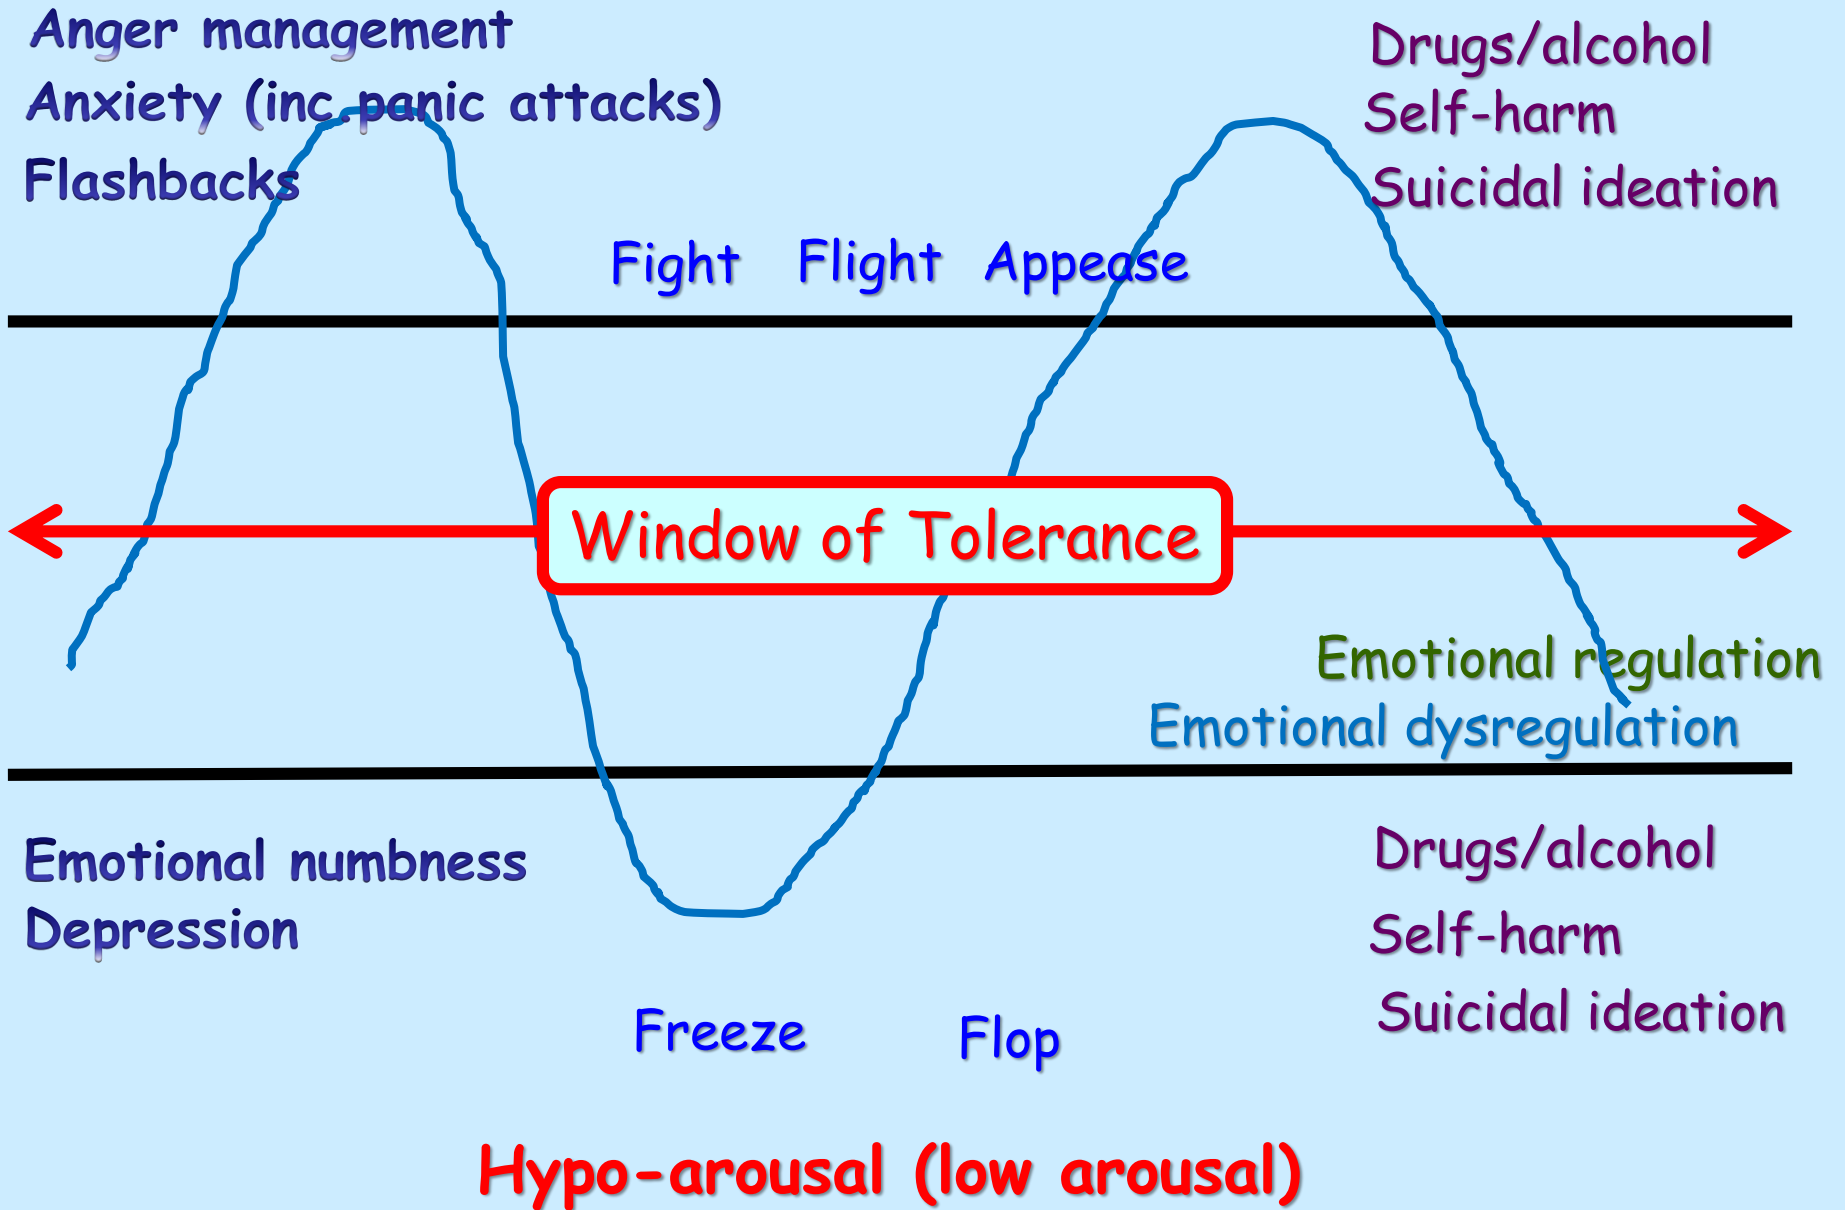 Anger management
Drugs/alcohol
Anxiety (inc.panic attacks)
Self-harm
Flashbacks
Suicidal ideation
Fight Flight Appease
Window of Tolerance
Emotional regulation
Emotional dysregulation
Emotional numbness
Drugs/alcohol
Depression
Self-harm
Suicidal ideation
Freeze Flop
Hypo-arousal (low arousal)